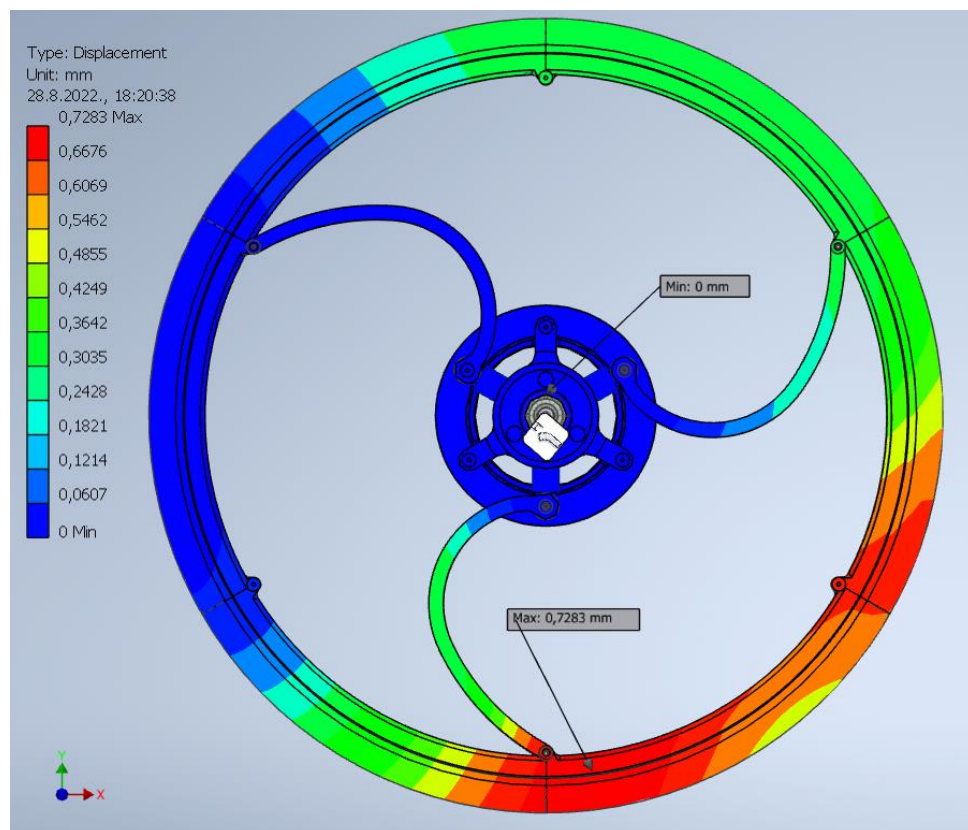 Type: Displacement
Unit: mm
28.8.2022., 18:20:38
0,7283 Max
0,6676
0,6069
0,5462
0,4855
0,4249
0,3642
0,3035
0,2428
0,1821
0,1214
0,0607
0 Min
Min: 0 mm
Max: 0,7283 mm
Y
X